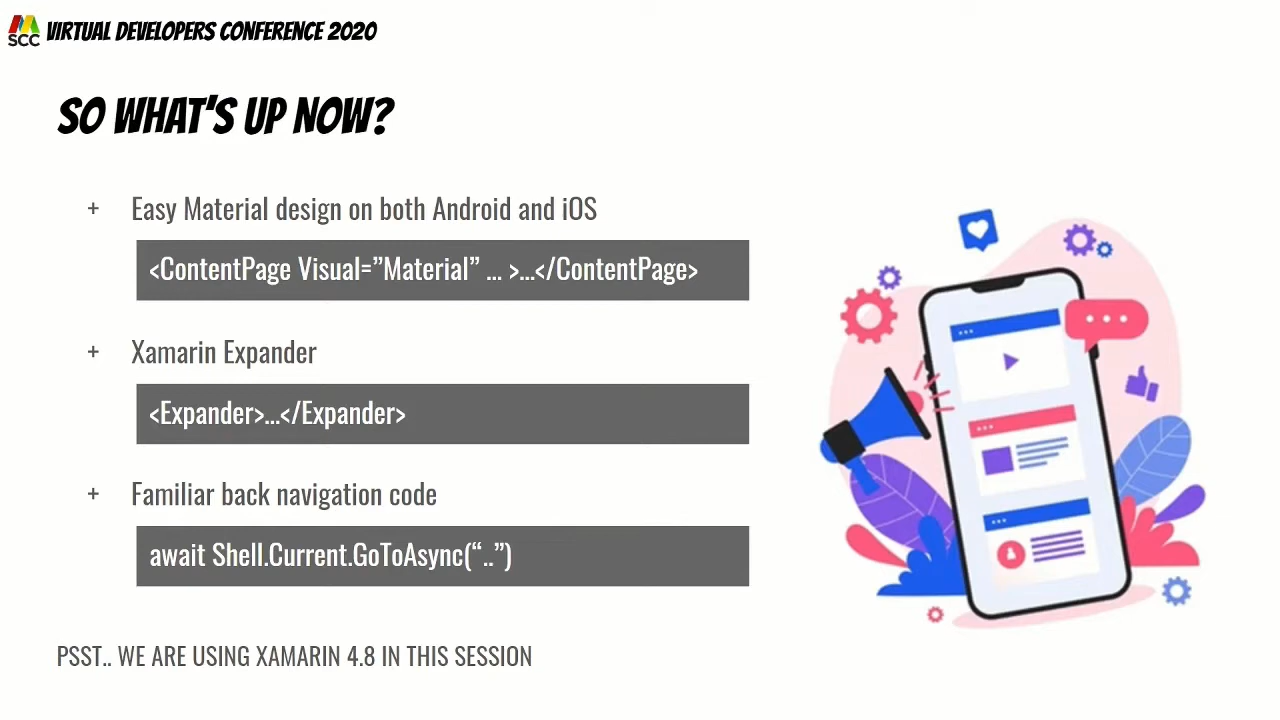 SCC VIRTUAL DEVELOPERS CONFERENCE 2020
SO WHAT'S UP NOW?
+ Easy Material design on both Android and iOS
<ContentPage Visual=”Material” ... >...</ContentPage>
+ Xamarin Expander
<Expander>...</Expander>
+ Familiar back navigation code
await Shell.Current.GoToAsync(“..”)
PSST.. WE ARE USING XAMARIN 4.8 IN THIS SESSION